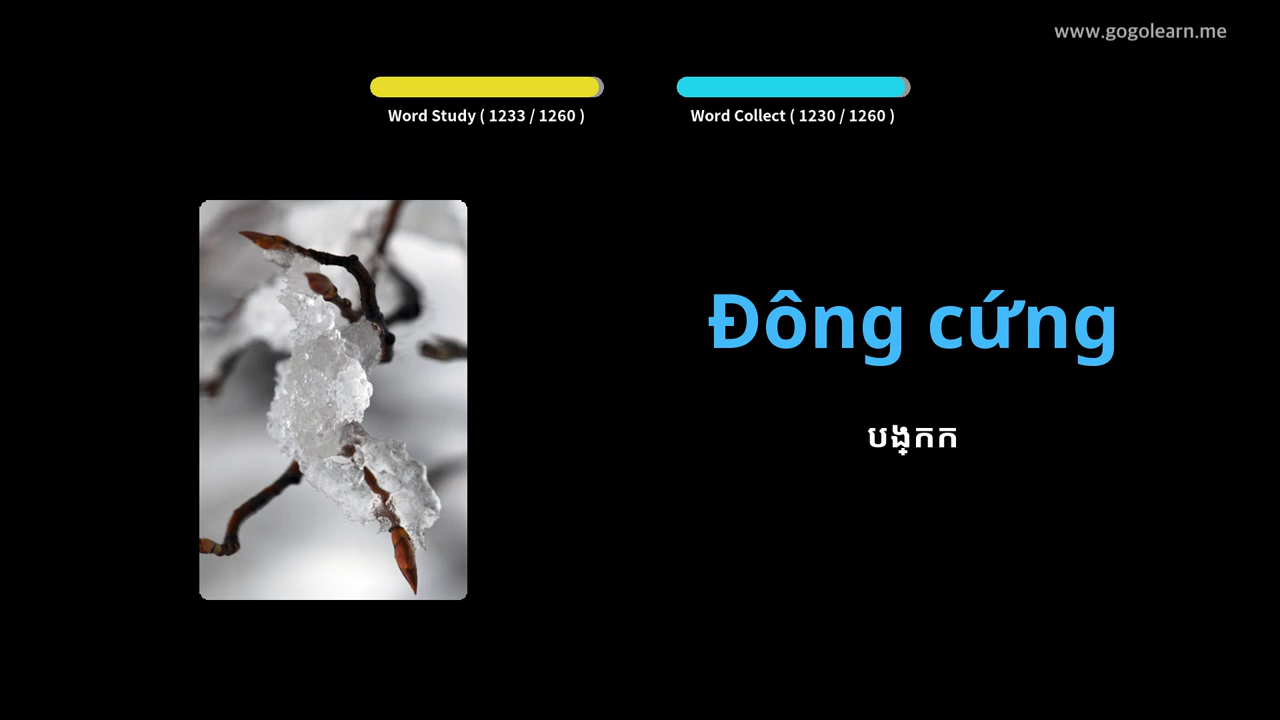 www.gogolearn.me
Word Study ( 1233 / 1260 )
Word Collect ( 1230 / 1260 )
Đông cứng
បង្កក